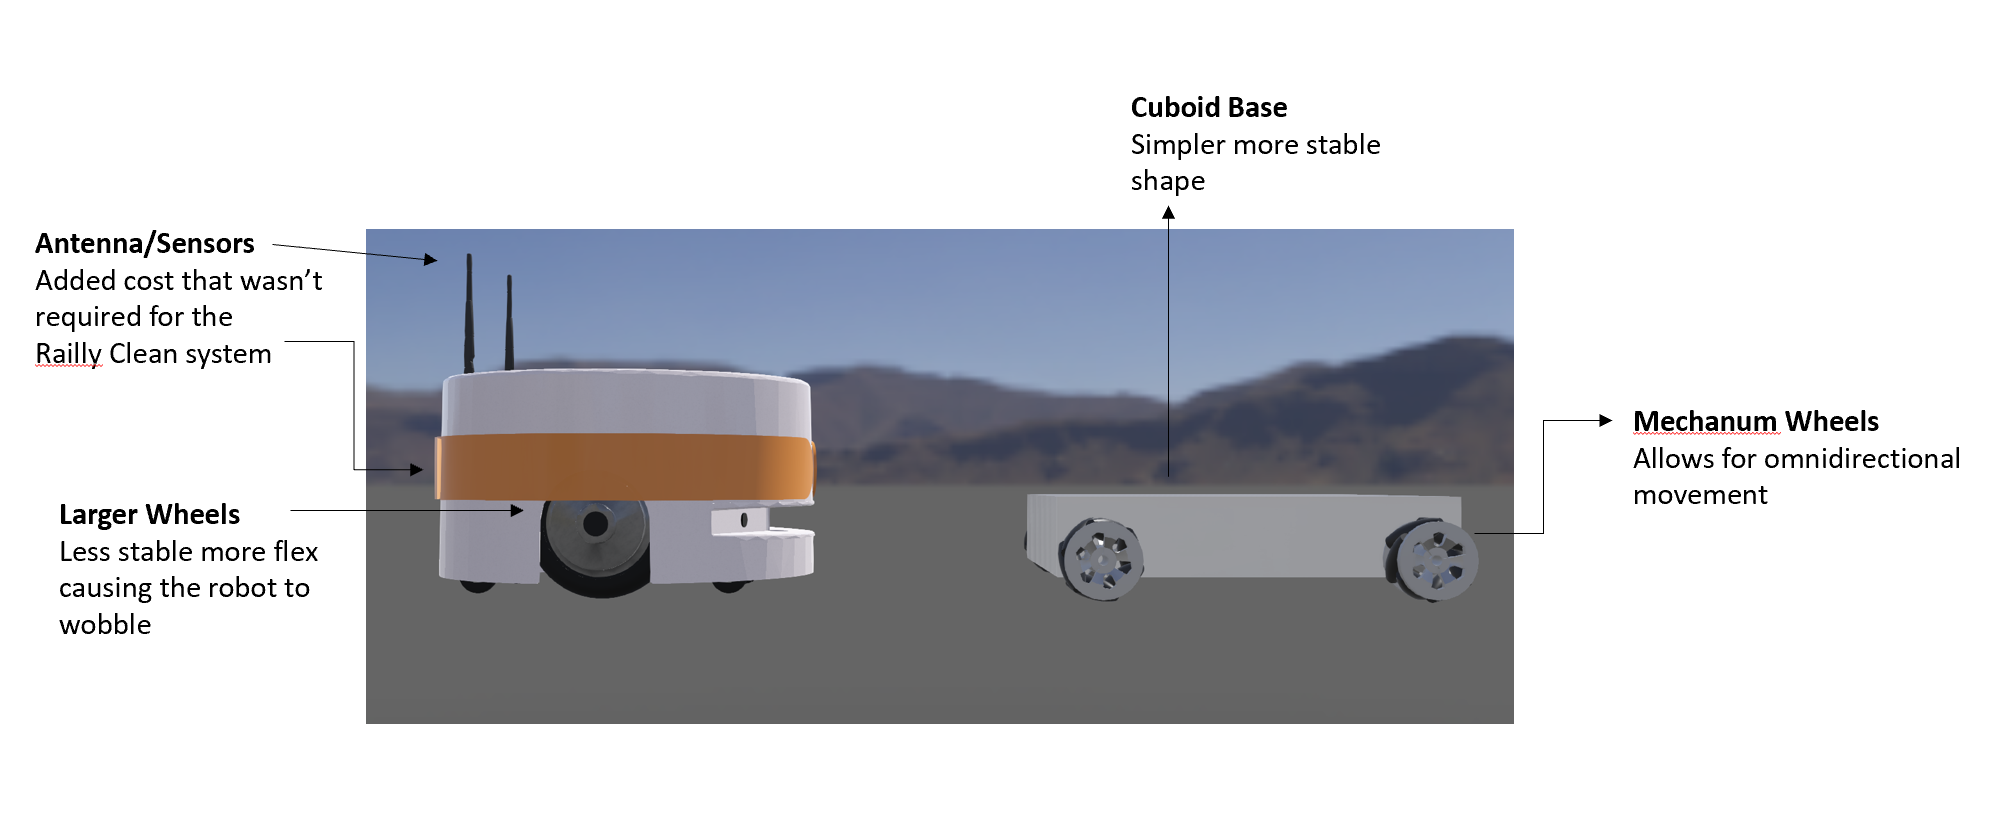 Cuboid Base
Simpler more stable
shape
Antenna/Sensors
Added cost that wasn’t
required for the
Railly Clean system
Larger Wheels
Less stable more flex
causing the robot to
wobble
Mechanum Wheels
Allows for omnidirectional
movement